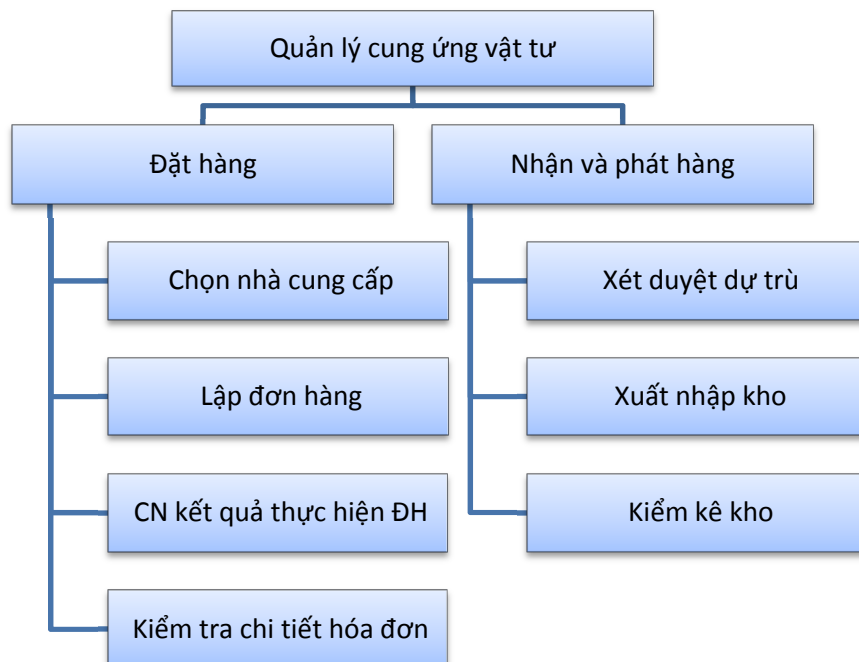 Quản lý cung ứng vật tư
Đặt hàng
Nhận và phát hàng
Chọn nhà cung cấp
Xét duyệt dự trù
Lập đơn hàng
Xuất nhập kho
CN kết quả thực hiện ĐH
Kiểm kê kho
Kiểm tra chi tiết hóa đơn